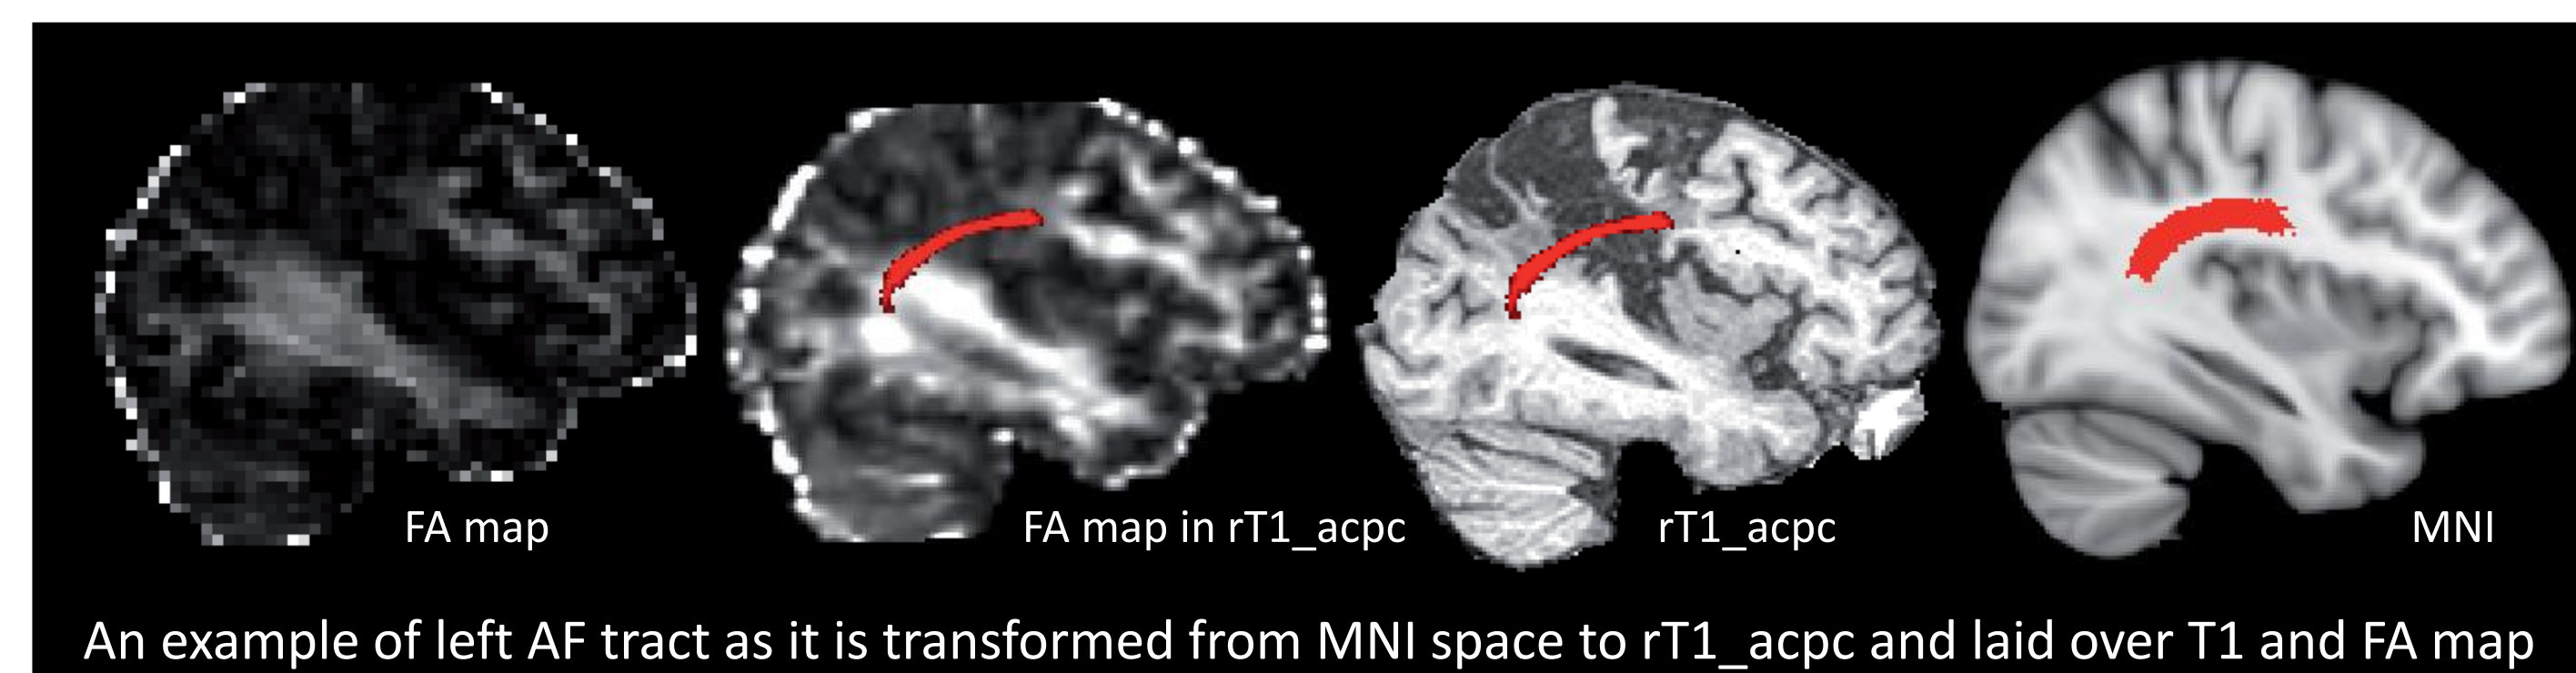 FA map
FA map in rT1_acpc
rT1_acpc
MNI
An example of left AF tract as it is transformed from MNI space to rT1_acpc and laid over T1 and FA map